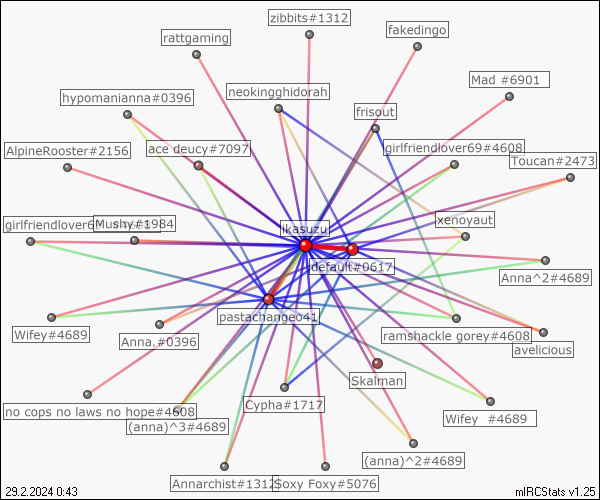 zibbits#1312
fakedingo
rattgaming
Mad #6901
neokingghidorah
hypomanianna#0396
frisout
ace deucy#7097
girlfriendlover69#4608
AlpineRooster#2156
Toucan#2473
girlfriendlover69
Mushy#1984
xenoyaut
ikasuzu
default#0617
Anna^2#4689
pastachangeo41
Wifey#4689
Anna.#0396
ramshackle gorey#4608
avelicious
Skalman
no cops no laws no hope#4608
Cypha#1717
Wifey #4689
(anna)^3#4689
(anna)^2#4689
Annarchist#1312
Soxy Foxy#5076
29.2.2024 0:43
mIRCStats v1.25